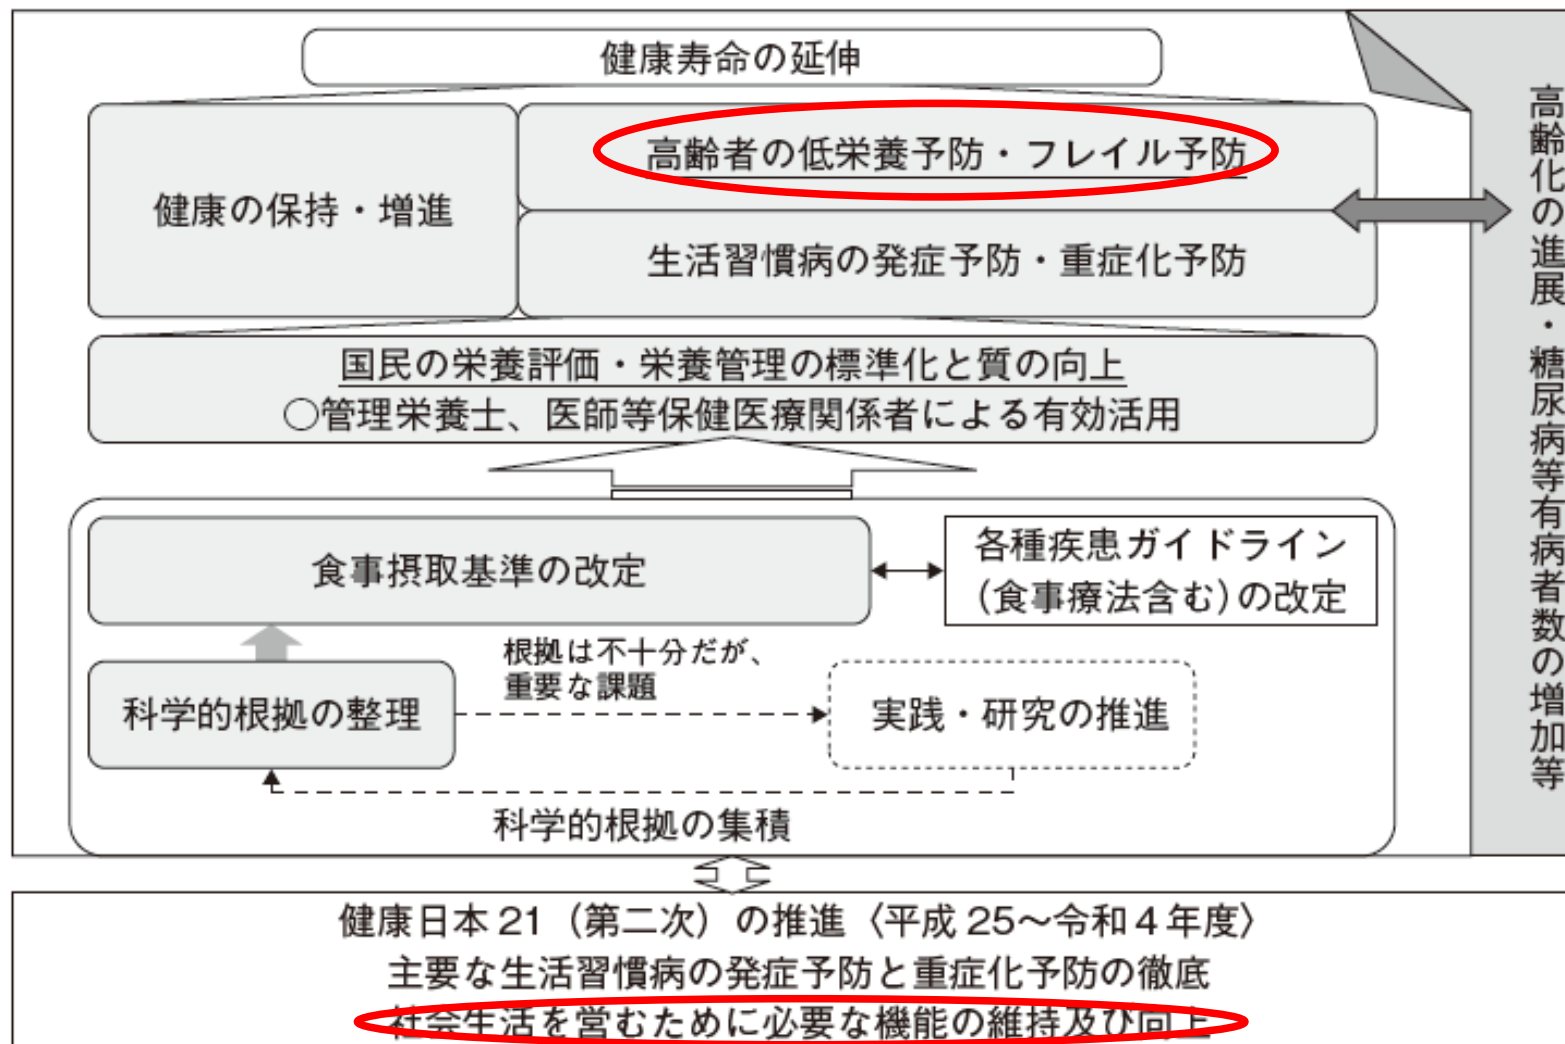 健康寿命の延伸
高齢者の低栄養予防・フレイル予防
健康の保持・増進
生活習慣病の発症予防・重症化予防
国民の栄養評価・栄養管理の標準化と質の向上
○管理栄養士、医師等保健医療関係者による有効活用
食事摂取基準の改定
各種疾患ガイドライン
(食事療法含む)の改定
根拠は不十分だが、
重要な課題
科学的根拠の整理
実践・研究の推進
科学的根拠の集積
高齢化の進展・糖尿病等有病者数の増加等
健康日本 21（第二次）の推進〈平成 25～令和４年度〉
主要な生活習慣病の発症予防と重症化予防の徹底
社会生活を営むために必要な機能の維持及び向上